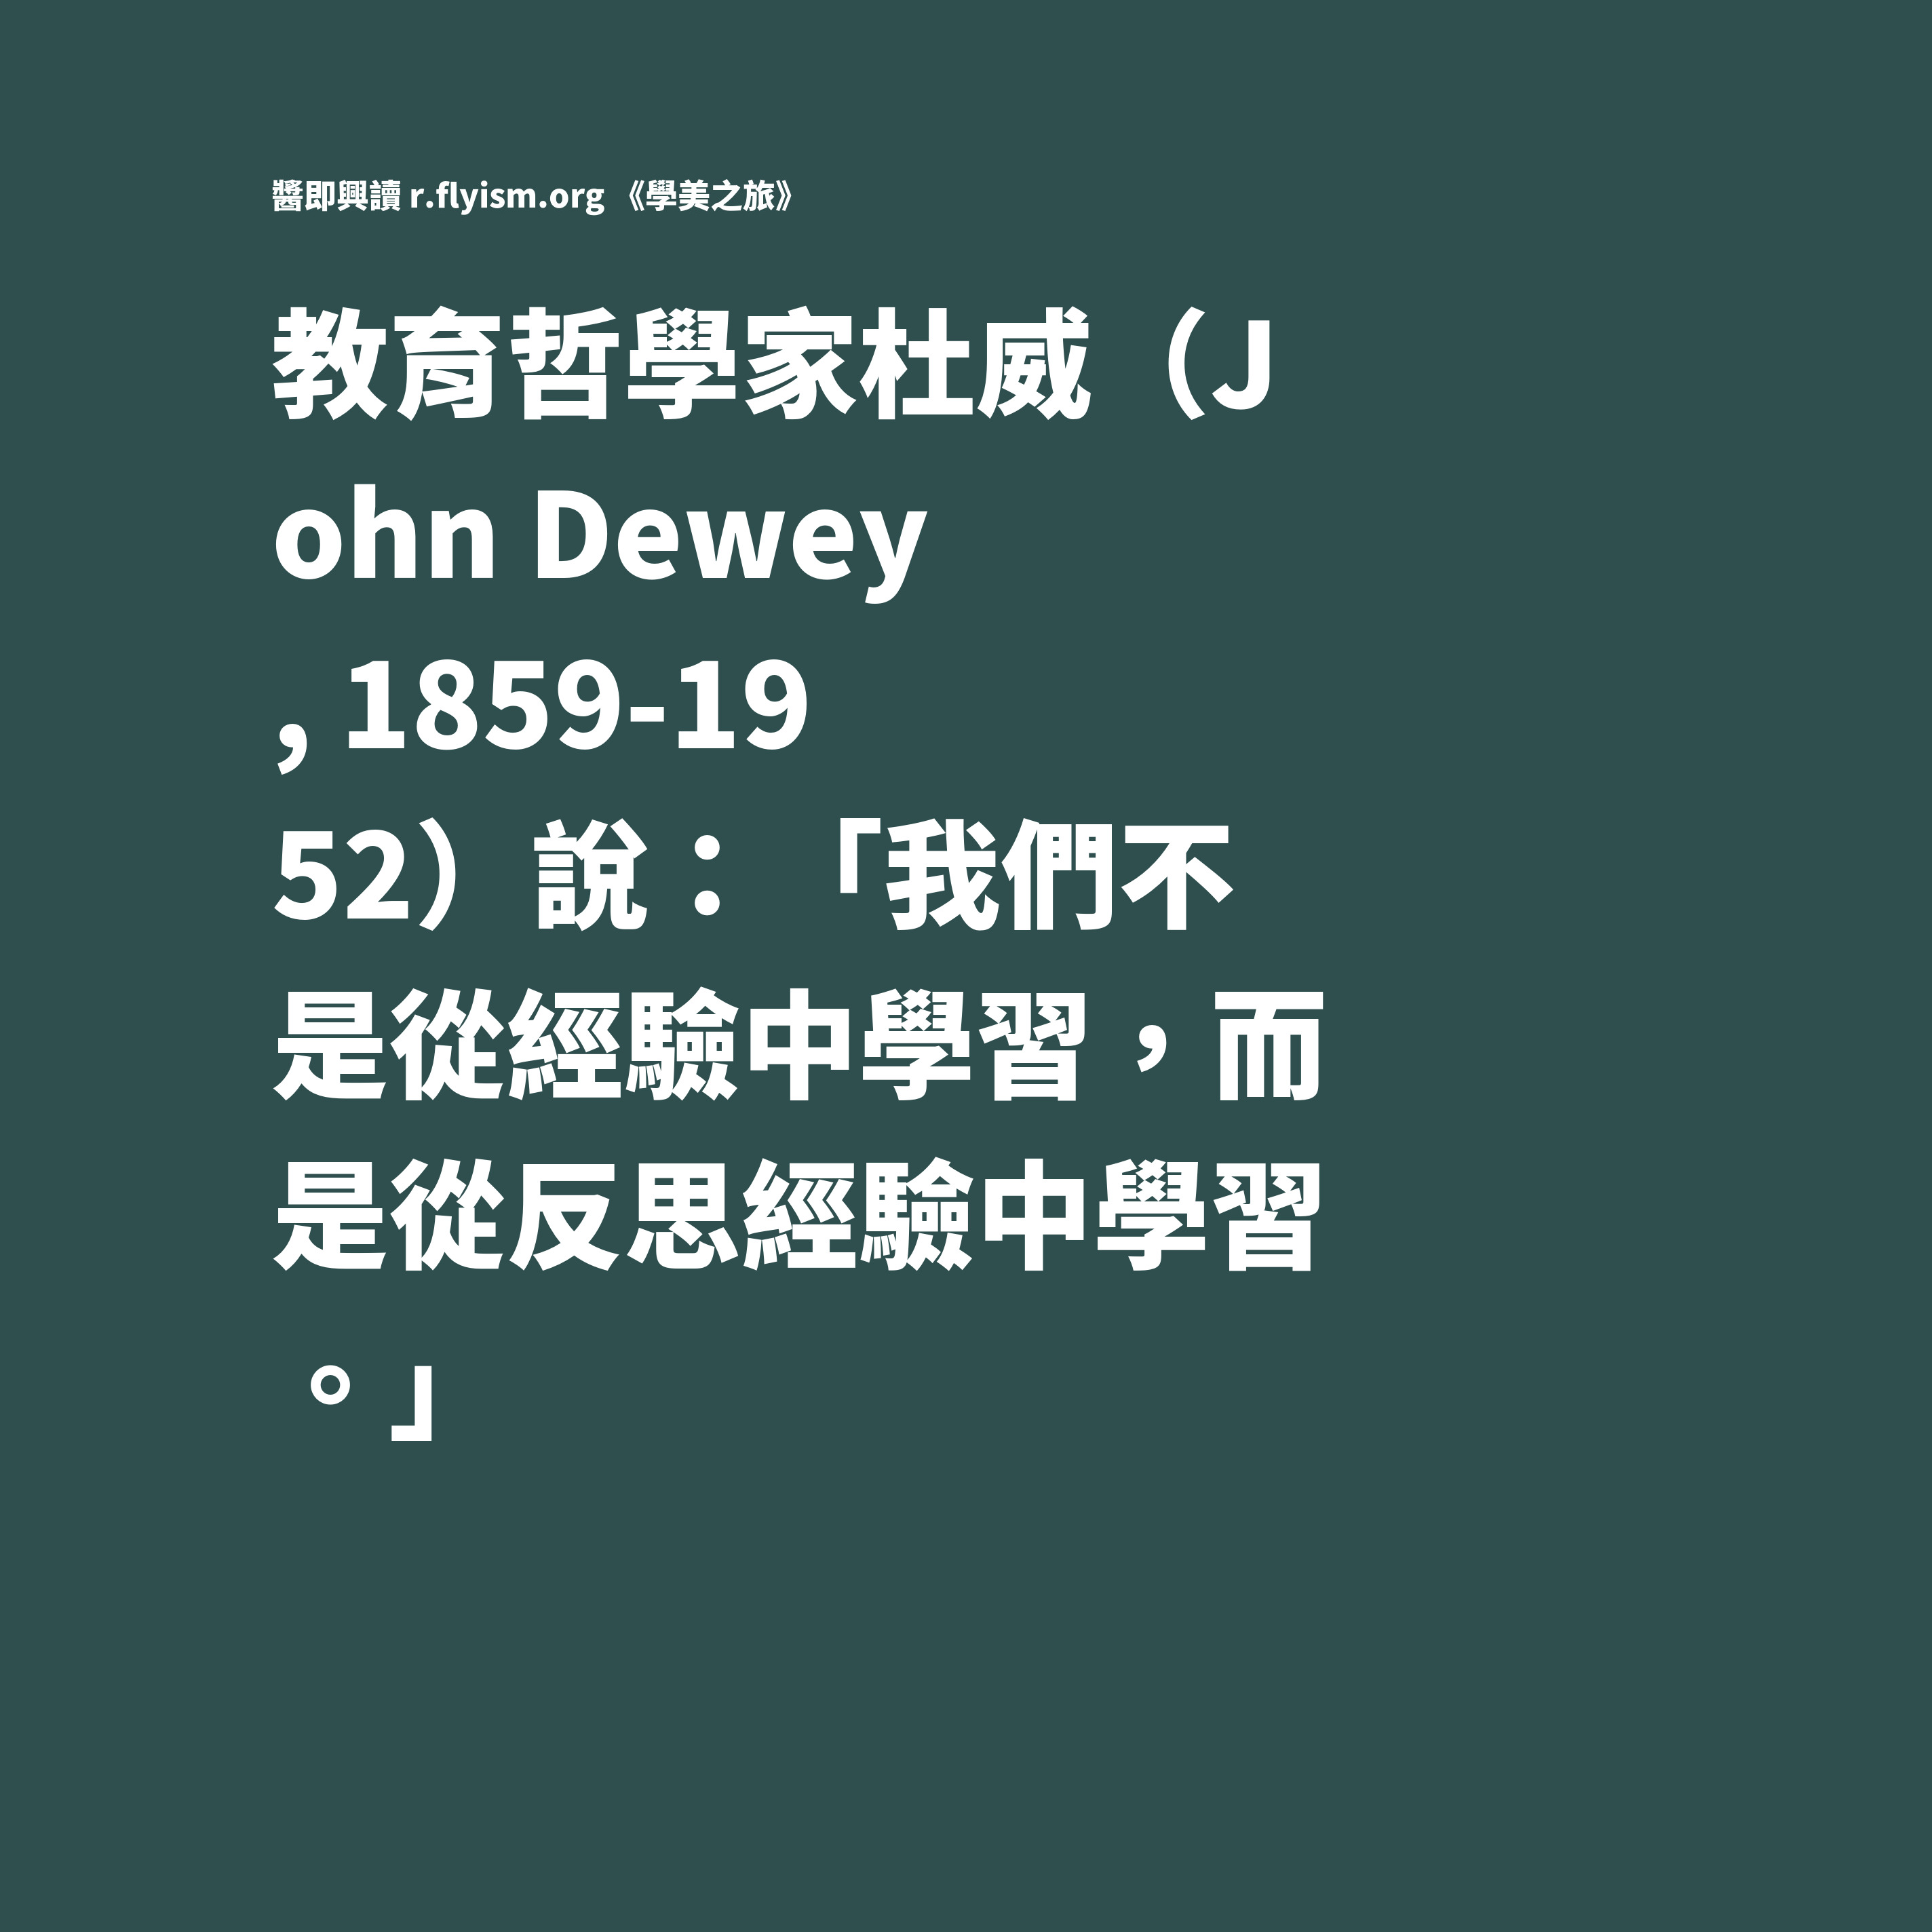 醫即興讀 r.flyismo.org 《學美之旅》
教育哲學家杜威（J
ohn Dewey
, 1859-19
52）說：「我們不
是從經驗中學習，而
是從反思經驗中學習
。」